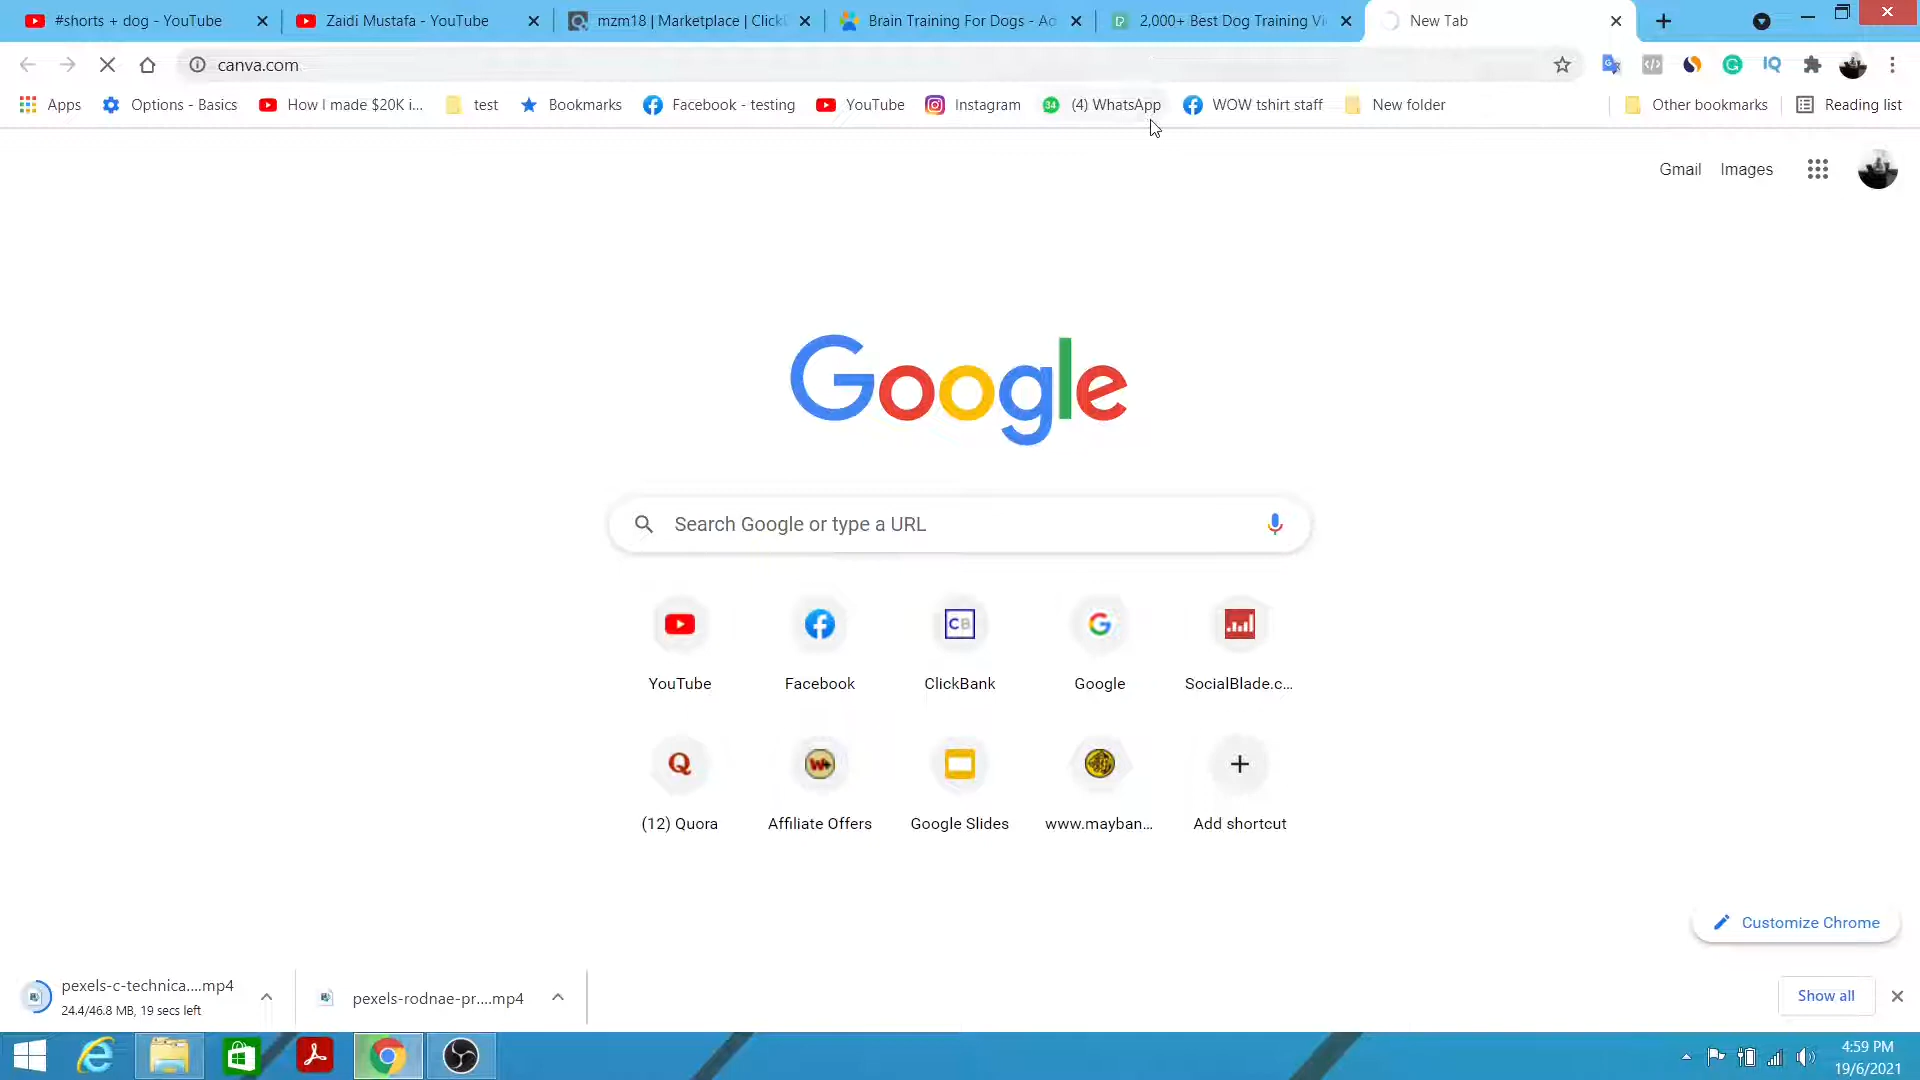 #shorts + dog - YouTube
Zaidi Mustafa - YouTube
mzm18 | Marketplace | Click
Brain Training For Dogs - Ad
2,000+ Best Dog Training Vi
New Tab
canva.com
Apps
Options - Basics
How I made $20K i...
test
Bookmarks
Facebook - testing
YouTube
Instagram
34
(4) WhatsApp
WOW tshirt staff
New folder
Other bookmarks
Reading list
Gmail
Images
Google
Search Google or type a URL
YouTube
Facebook
CB
ClickBank
Google
SocialBlade.c...
(12) Quora
Affiliate Offers
Google Slides
www.mayban...
Add shortcut
Customize Chrome
pexels-c-technica....mp4
24.4/46.8 MB, 19 secs left
pexels-rodnae-pr....mp4
Show all
4:59 PM
19/6/2021